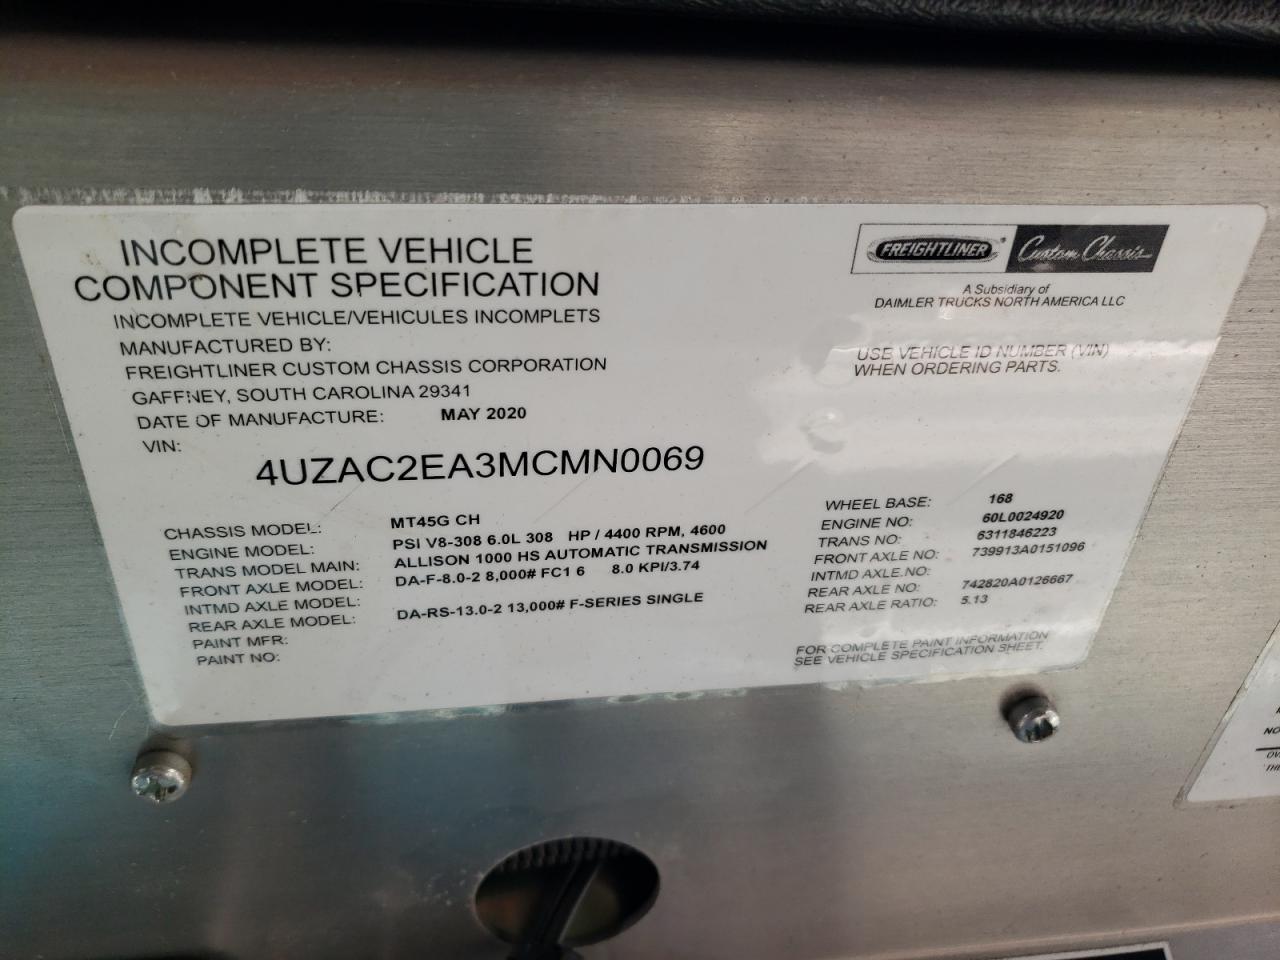 INCOMPLETE VEHICLE
COMPONENT SPECIFICATION
INCOMPLETE VEHICLE/VEHICULES INCOMPLETS
MANUFACTURED BY:
FREIGHTLINER CUSTOM CHASSIS CORPORATION
GAFFNEY, SOUTH CAROLINA 29341
DATE OF MANUFACTURE: MAY 2020
VIN:
4UZAC2EA3MCMN0069
FREIGHTLINER® Custom Chassis
A Subsidiary of
DAIMLER TRUCKS NORTH AMERICA LLC
USE VEHICLE ID NUMBER (VIN)
WHEN ORDERING PARTS.
CHASSIS MODEL: MT45G CH
ENGINE MODEL: PSI V8-308 6.0L 308 HP / 4400 RPM, 4600
TRANS MODEL MAIN: ALLISON 1000 HS AUTOMATIC TRANSMISSION
FRONT AXLE MODEL: DA-F-8.0-2 8,000# FC1 6 8.0 KPI/3.74
INTMD AXLE MODEL:
REAR AXLE MODEL: DA-RS-13.0-2 13,000# F-SERIES SINGLE
PAINT MFR:
PAINT NO:
WHEEL BASE: 168
ENGINE NO: 60L0024920
TRANS NO: 6311846223
FRONT AXLE NO: 739913A0151096
INTMD AXLE.NO:
REAR AXLE NO: 742820A0126667
REAR AXLE RATIO: 5.13
FOR COMPLETE PAINT INFORMATION
SEE VEHICLE SPECIFICATION SHEET.